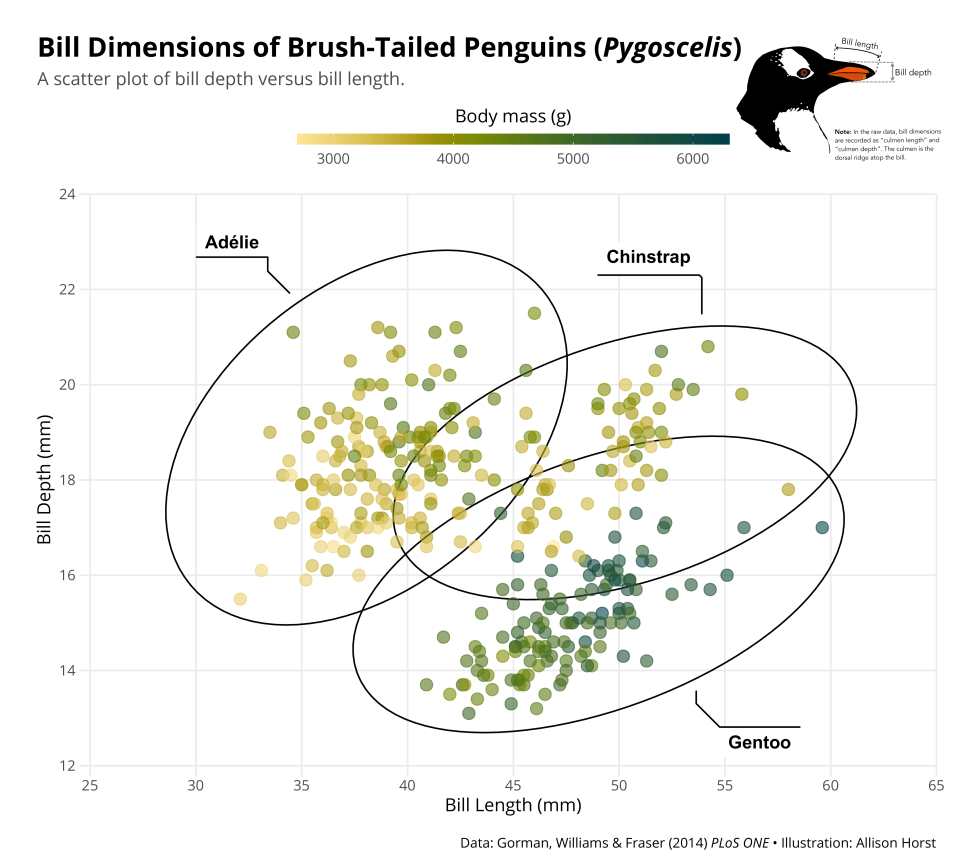 Bill Dimensions of Brush-Tailed Penguins (Pygoscelis)
A scatter plot of bill depth versus bill length.
Bill length
Bill depth
Note: In the raw data, bill dimensions
are recorded as "culmen length" and
"culmen depth". The culmen is the
dorsal ridge atop the bill.
Body mass (g)
3000 4000 5000 6000
24
22
20
18
16
14
12
Bill Depth (mm)
Adélie
Chinstrap
Gentoo
25 30 35 40 45 50 55 60 65
Bill Length (mm)
Data: Gorman, Williams & Fraser (2014) PLoS ONE • Illustration: Allison Horst